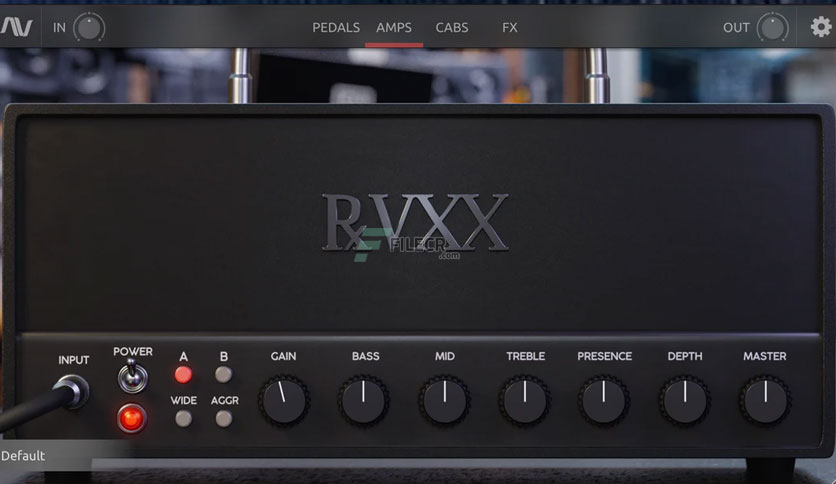 IN PEDALS AMPS CABS FX OUT
RXVXX
FILECR
.com
INPUT POWER A B GAIN BASS MID TREBLE PRESENCE DEPTH MASTER
WIDE AGGR
Default